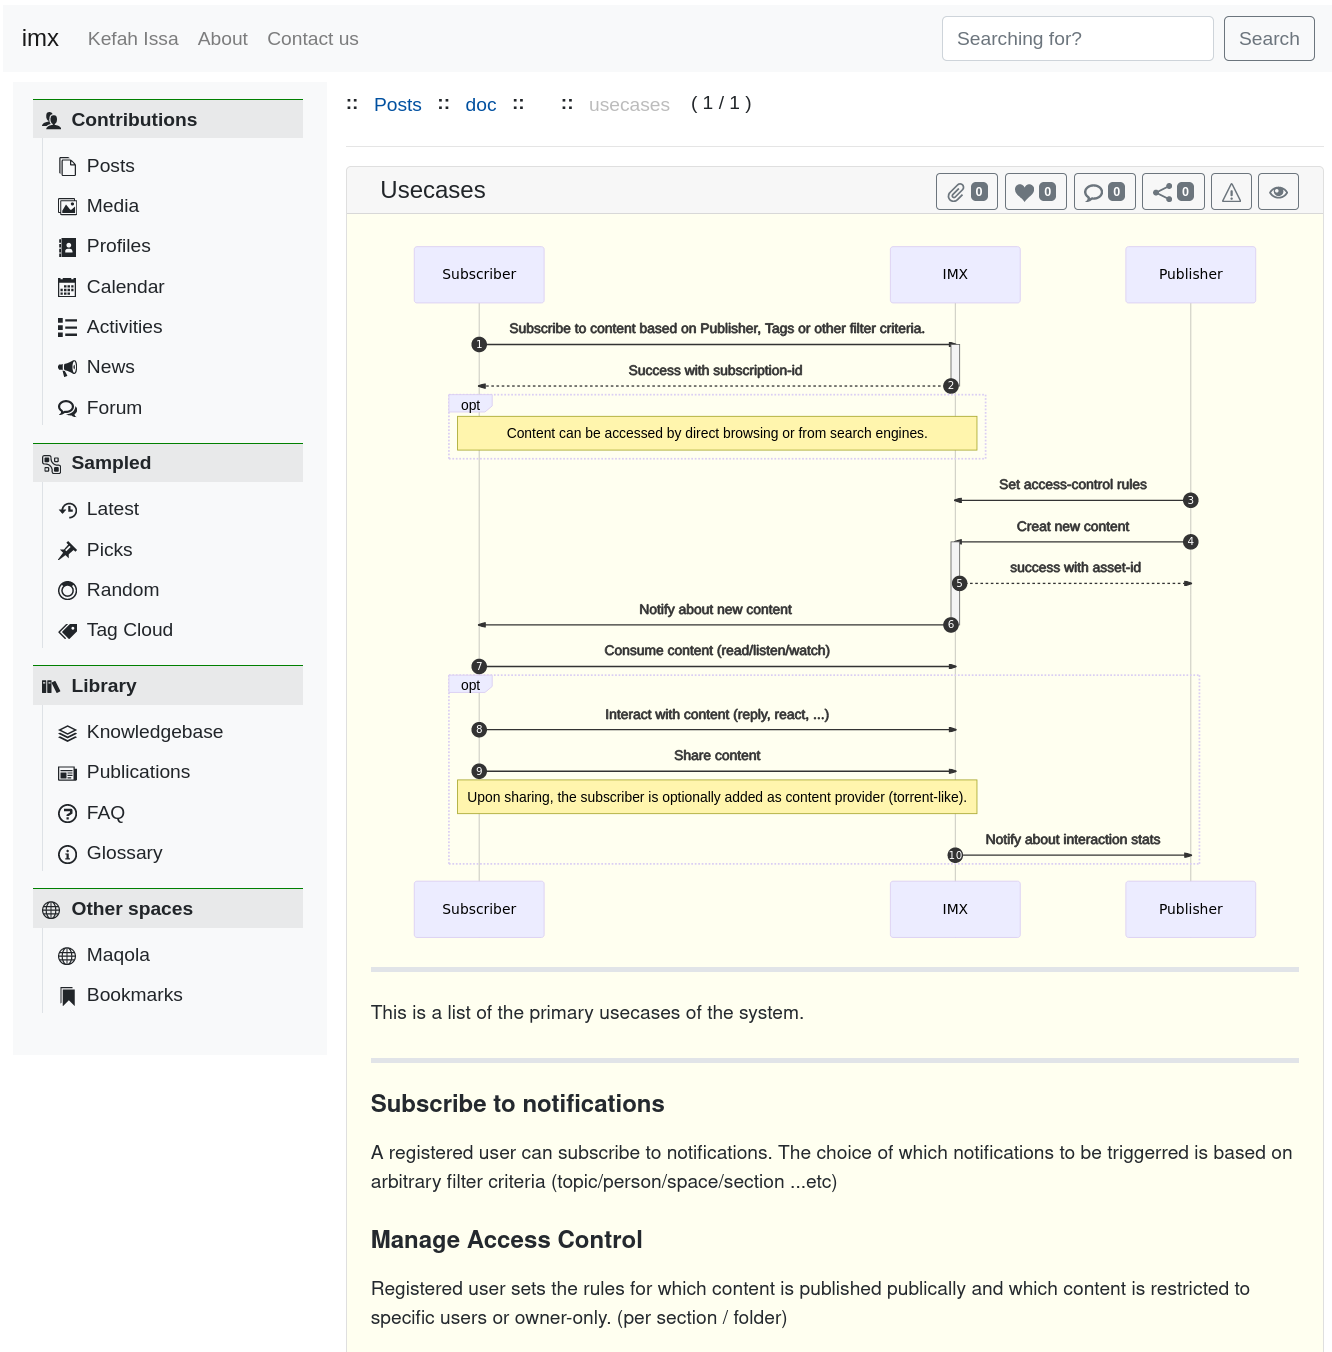 imx Kefah Issa About Contact us Searching for? Search
:: Posts :: doc :: :: usecases ( 1 / 1 )
Contributions
Posts
Media
Profiles
Calendar
Activities
News
Forum
Sampled
Latest
Picks
Random
Tag Cloud
Library
Knowledgebase
Publications
FAQ
Glossary
Other spaces
Maqola
Bookmarks
Usecases 0 0 0 0
Subscriber IMX Publisher
Subscribe to content based on Publisher, Tags or other filter criteria.
1
Success with subscription-id
2
opt
Content can be accessed by direct browsing or from search engines.
Set access-control rules
3
Creat new content
4
success with asset-id
5
Notify about new content
6
Consume content (read/listen/watch)
7
opt
Interact with content (reply, react, ...)
8
Share content
9
Upon sharing, the subscriber is optionally added as content provider (torrent-like).
Notify about interaction stats
10
Subscriber IMX Publisher
This is a list of the primary usecases of the system.
Subscribe to notifications
A registered user can subscribe to notifications. The choice of which notifications to be triggerred is based on
arbitrary filter criteria (topic/person/space/section ...etc)
Manage Access Control
Registered user sets the rules for which content is published publically and which content is restricted to
specific users or owner-only. (per section / folder)